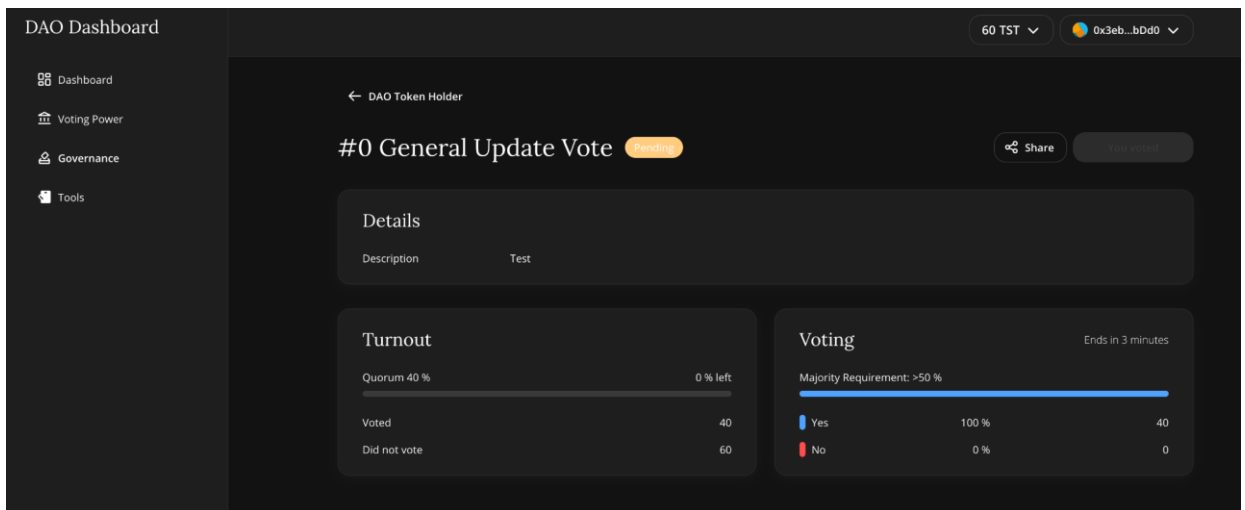 DAO Dashboard
60 TST
0x3eb...bDd0
Dashboard
Voting Power
Governance
Tools
DAO Token Holder
#0 General Update Vote
Pending
Share
You voted
Details
Description Test
Turnout
Quorum 40 % 0 % left
Voted 40
Did not vote 60
Voting Ends in 3 minutes
Majority Requirement: >50 %
Yes 100 % 40
No 0 % 0